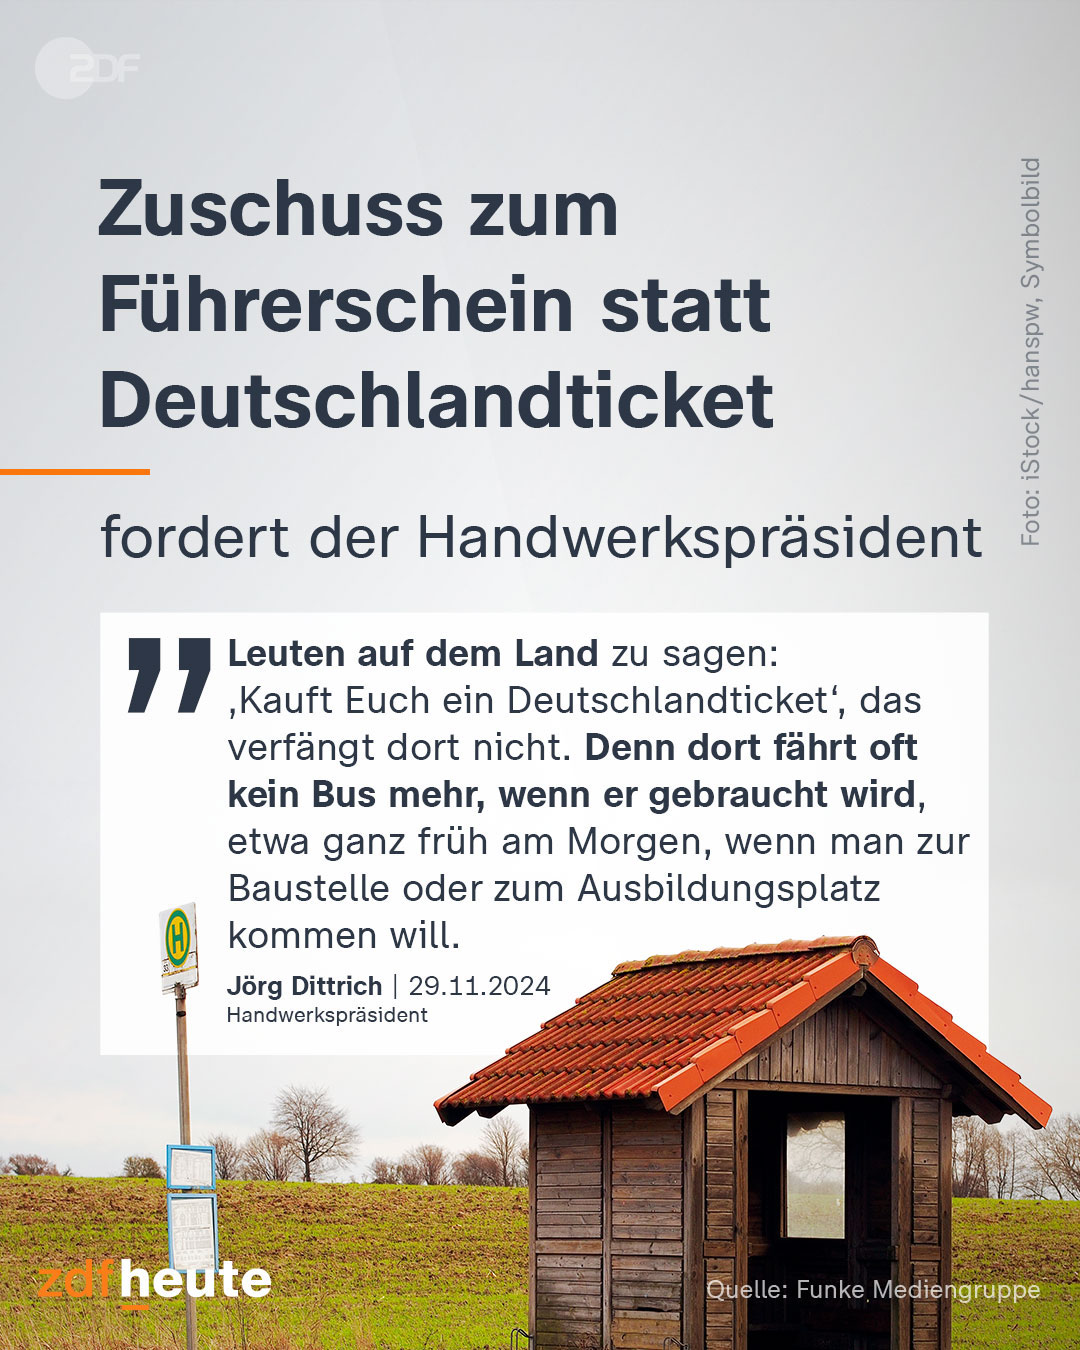 ZDF
Zuschuss zum
Führerschein statt
Deutschlandticket
fordert der Handwerkspräsident
Foto: iStock/hanspw, Symbolbild
”Leuten auf dem Land zu sagen:
‚Kauft Euch ein Deutschlandticket‘, das
verfängt dort nicht. Denn dort fährt oft
kein Bus mehr, wenn er gebraucht wird,
etwa ganz früh am Morgen, wenn man zur
Baustelle oder zum Ausbildungsplatz
kommen will.
Jörg Dittrich | 29.11.2024
Handwerkspräsident
H
zdfheute
Quelle: Funke Mediengruppe